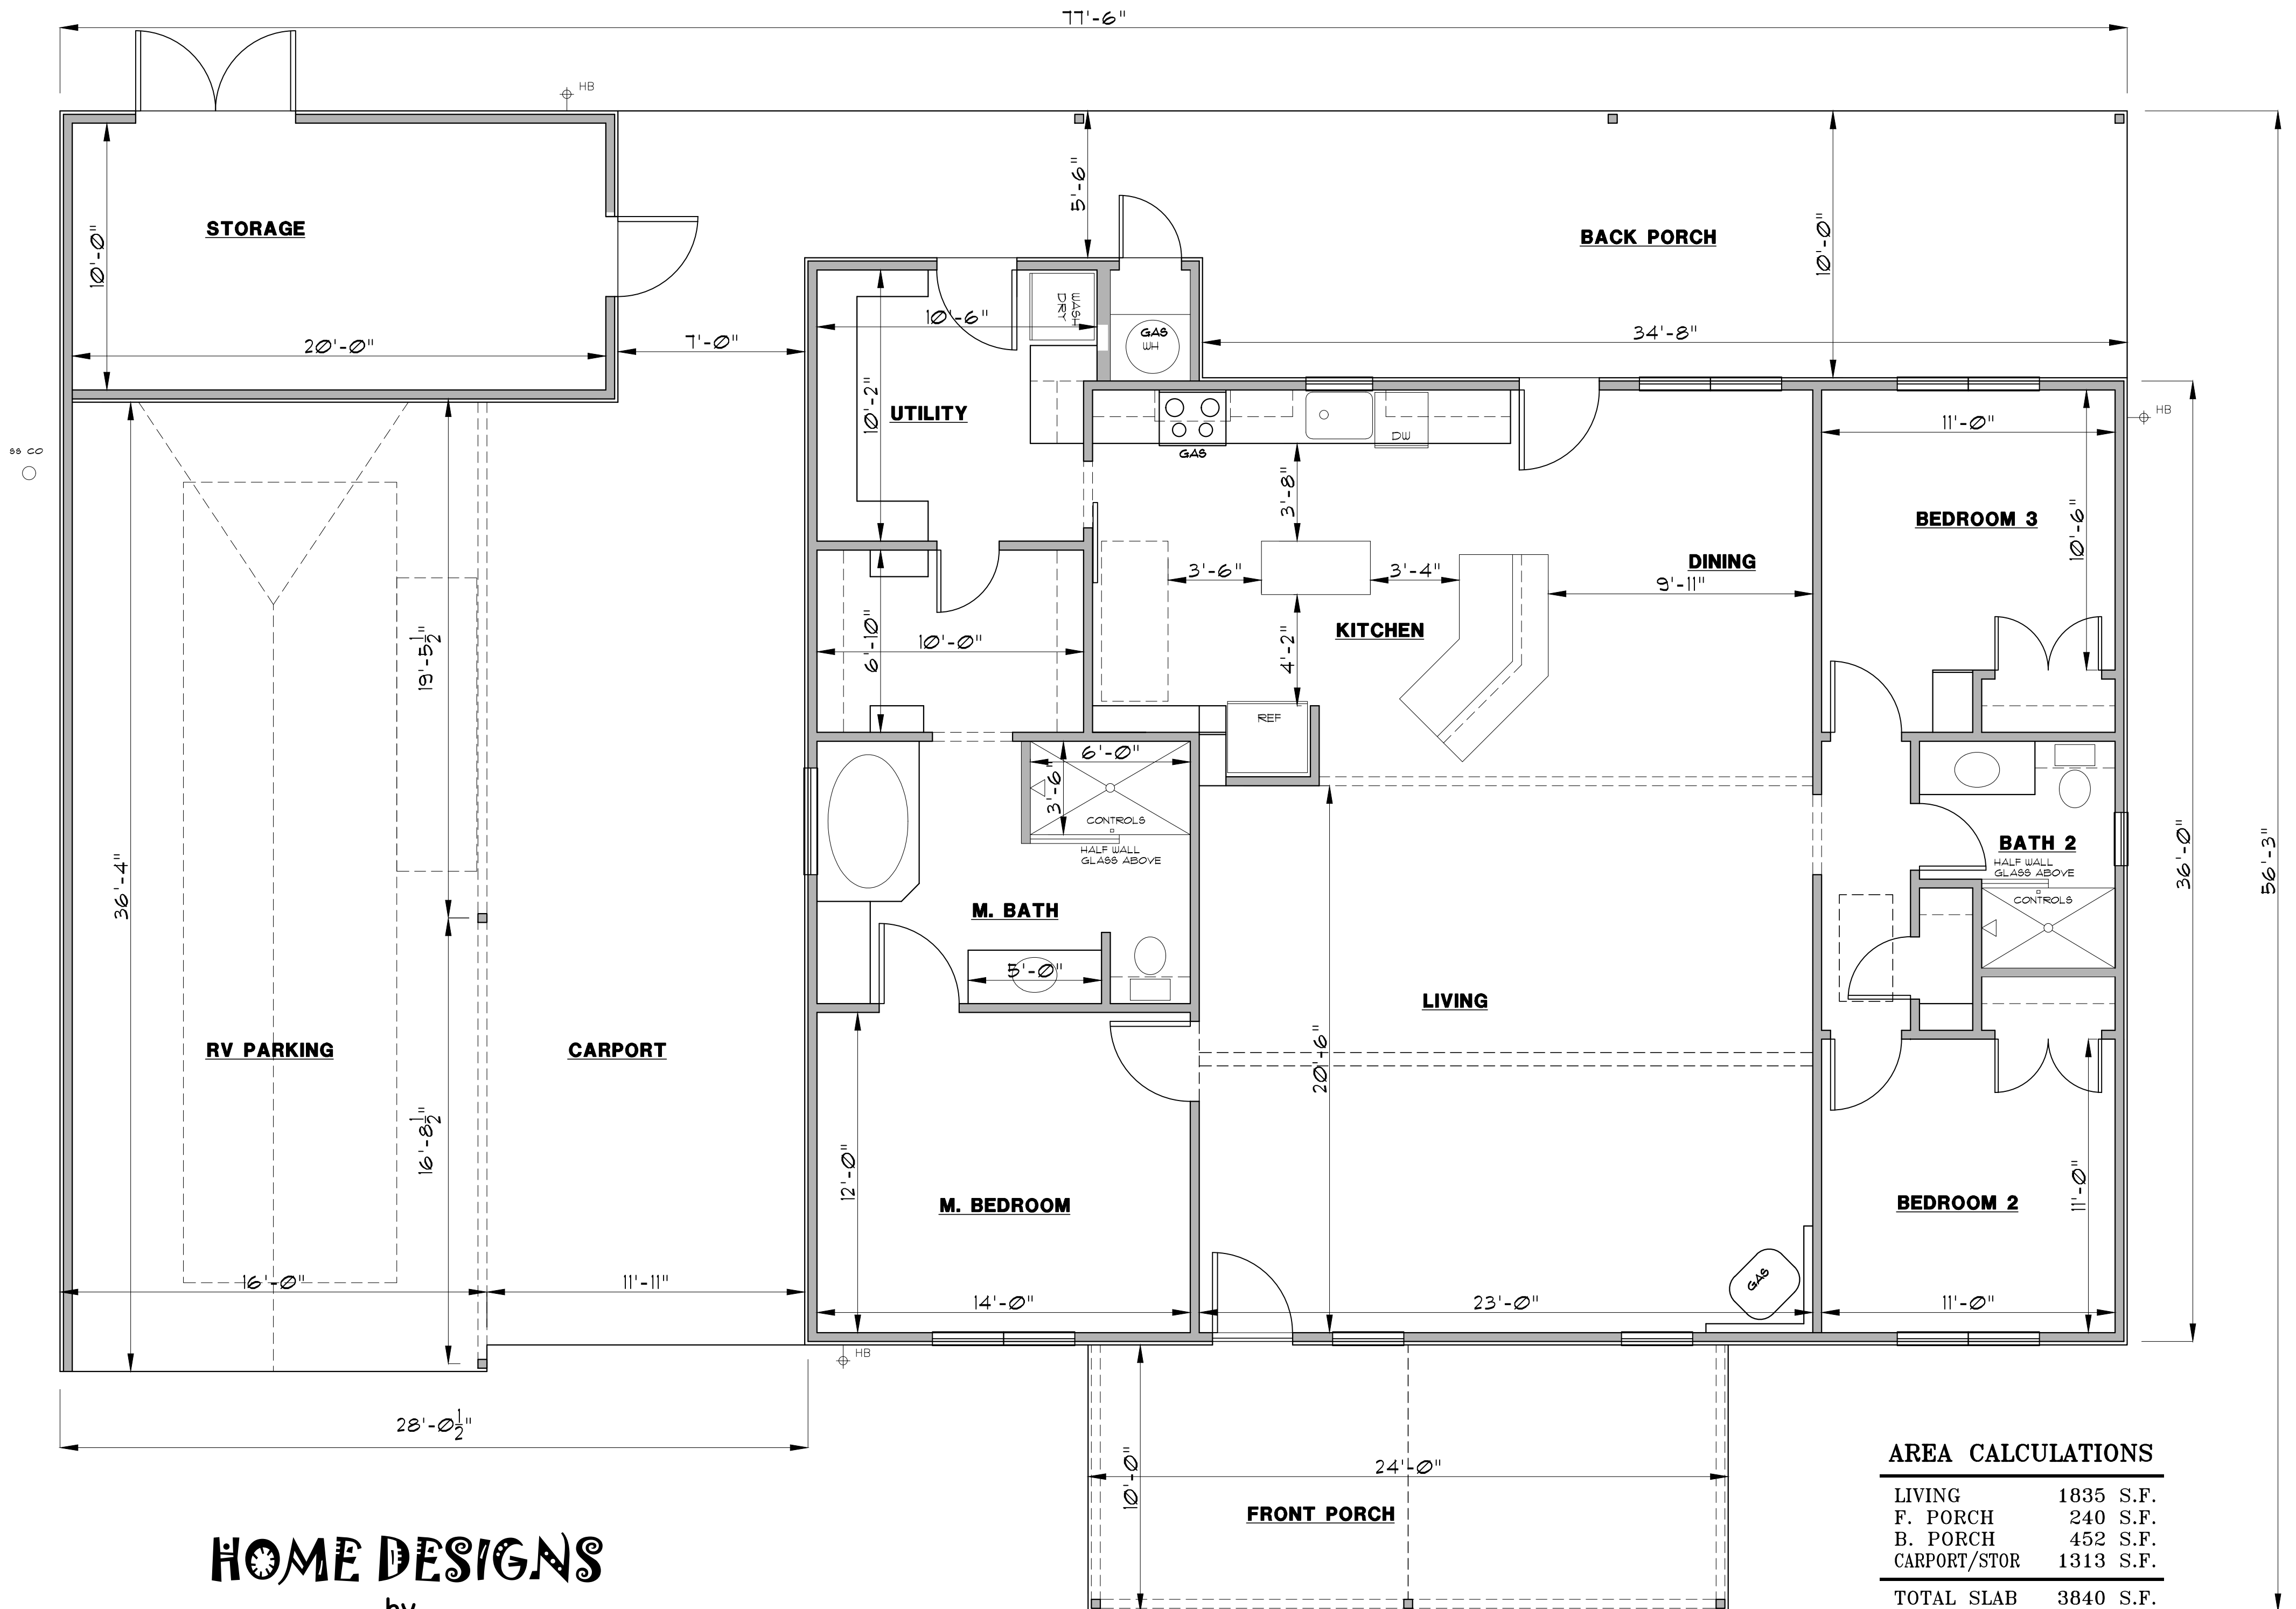 77'-6"
HB
STORAGE
10'-0"
20'-0"
7'-0"
5'-6"
BACK PORCH
10'-0"
34'-8"
10'-6"
WASH
DRY
GAS
WH
10'-2"
UTILITY
GAS
DW
3'-8"
11'-0"
HB
SS CO
BEDROOM 3
10'-6"
DINING
9'-11"
3'-6"
3'-4"
KITCHEN
4'-2"
6'-10"
10'-0"
19'-5 1/2"
REF
6'-0"
3'-6"
CONTROLS
HALF WALL
GLASS ABOVE
BATH 2
HALF WALL
GLASS ABOVE
CONTROLS
36'-4"
36'-0"
56'-3"
M. BATH
5'-0"
LIVING
20'-6"
RV PARKING
CARPORT
16'-8 1/2"
12'-0"
M. BEDROOM
BEDROOM 2
11'-0"
GAS
16'-0"
11'-11"
14'-0"
23'-0"
11'-0"
HB
28'-0 1/2"
10'-0"
24'-0"
FRONT PORCH
AREA CALCULATIONS
LIVING 1835 S.F.
F. PORCH 240 S.F.
B. PORCH 452 S.F.
CARPORT/STOR 1313 S.F.
TOTAL SLAB 3840 S.F.
HOME DESIGNS
by